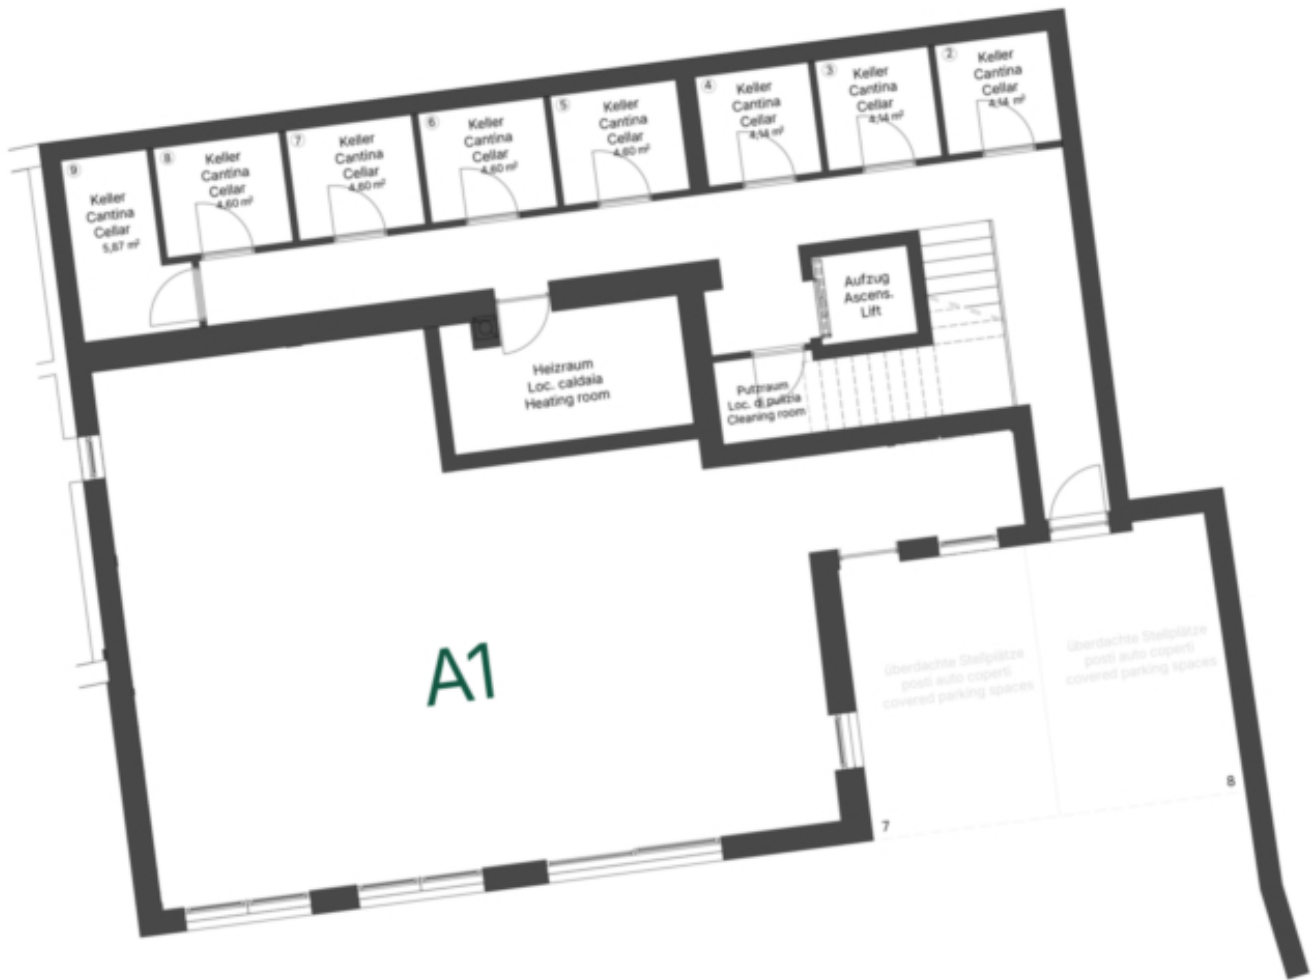 ②
Keller
Cantina
Cellar
4,14 m²
③
Keller
Cantina
Cellar
4,14 m²
④
Keller
Cantina
Cellar
4,14 m²
⑤
Keller
Cantina
Cellar
4,60 m²
⑥
Keller
Cantina
Cellar
4,60 m²
⑦
Keller
Cantina
Cellar
4,60 m²
⑧
Keller
Cantina
Cellar
4,60 m²
⑨
Keller
Cantina
Cellar
5,87 m²
Aufzug
Ascens.
Lift
Heizraum
Loc. caldaia
Heating room
Putzraum
Loc. di pulizia
Cleaning room
A1
überdachte Stellplätze
posti auto coperti
covered parking spaces
7
überdachte Stellplätze
posti auto coperti
covered parking spaces
8